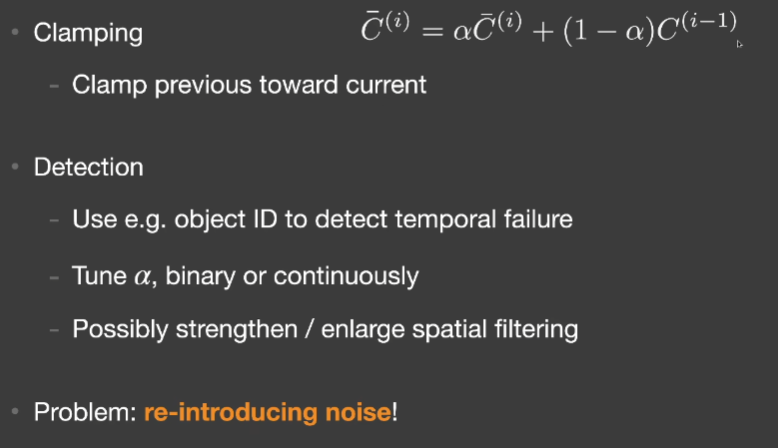 • Clamping
$\bar{C}^{(i)} = \alpha \bar{C}^{(i)} + (1 - \alpha) C^{(i-1)}$
- Clamp previous toward current
• Detection
- Use e.g. object ID to detect temporal failure
- Tune α, binary or continuously
- Possibly strengthen / enlarge spatial filtering
• Problem: re-introducing noise!